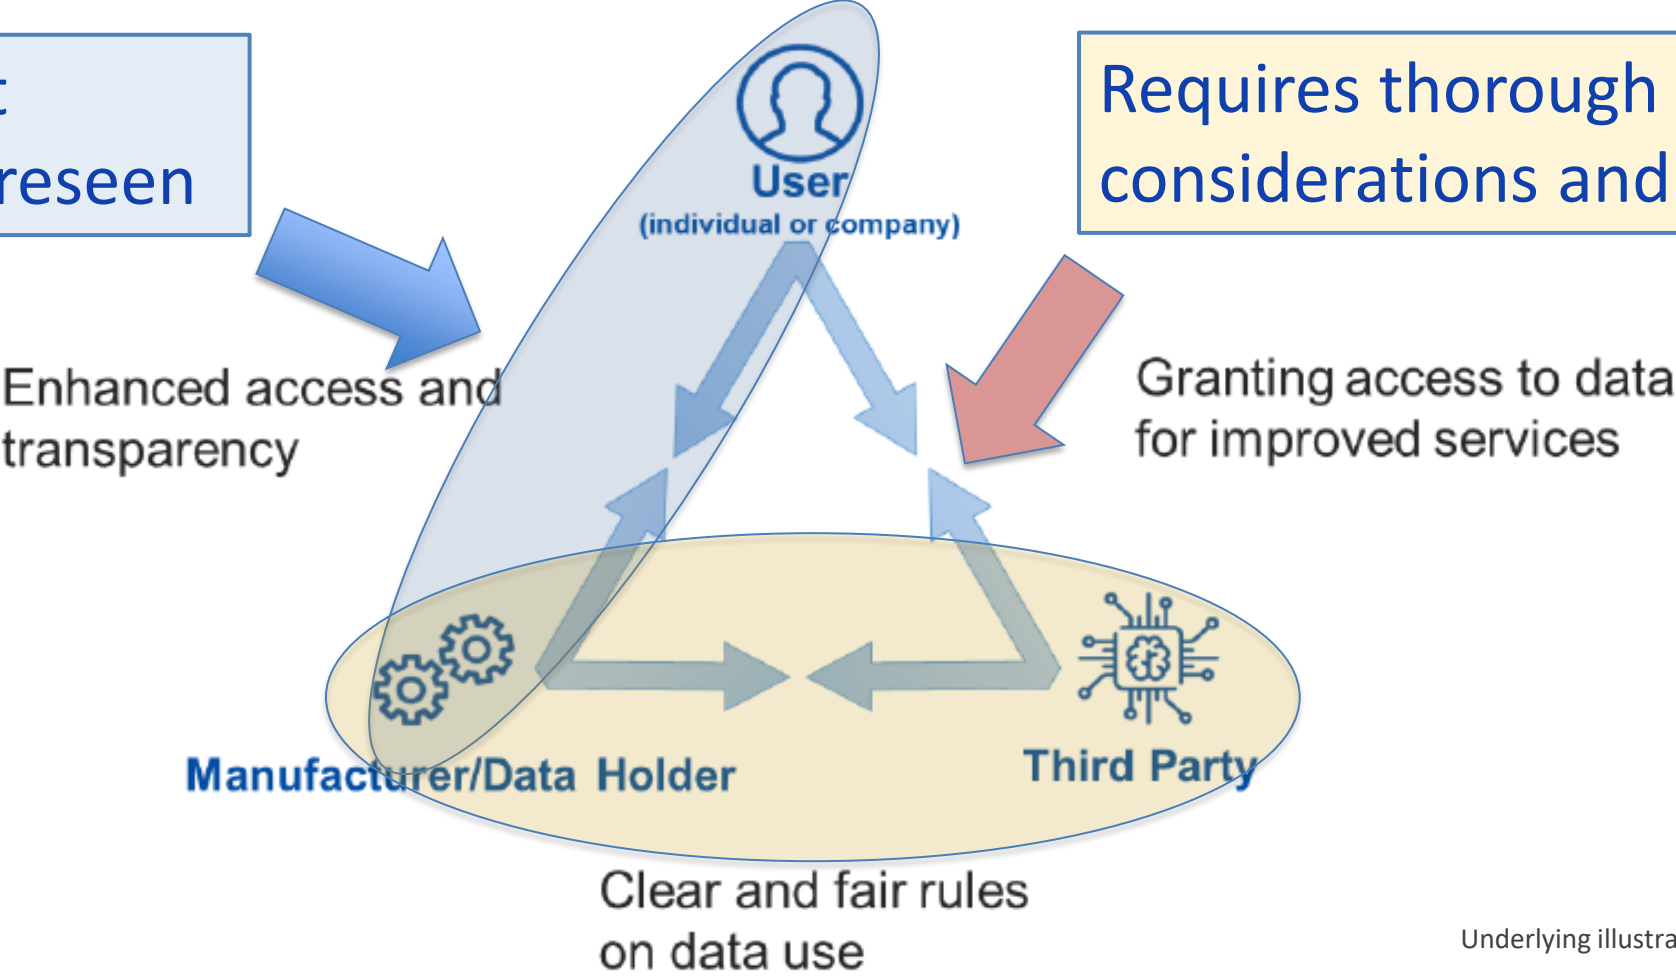 t
reseen
Requires thorough
considerations and
User
(individual or company)
Enhanced access and
transparency
Granting access to data
for improved services
Manufacturer/Data Holder
Third Party
Clear and fair rules
on data use
Underlying illustra